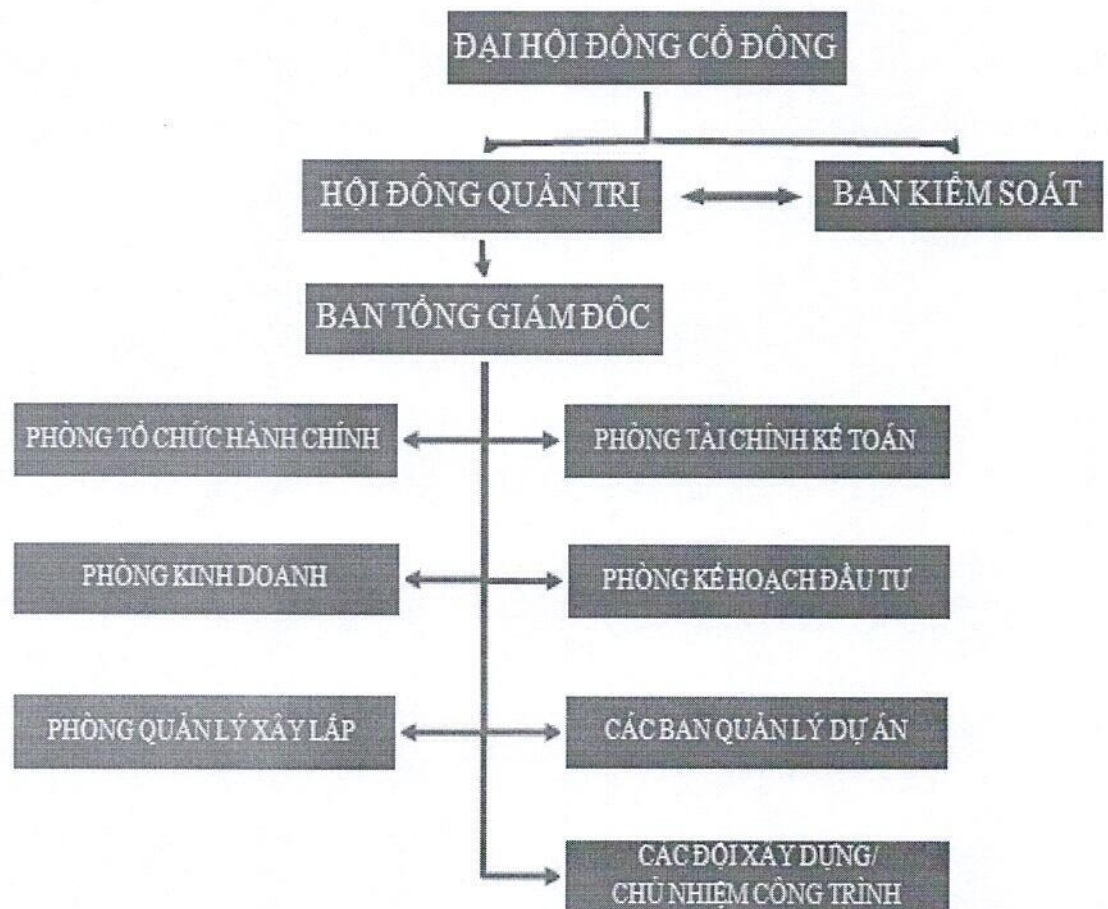 ĐẠI HỘI ĐỒNG CỔ ĐÔNG
HỘI ĐỒNG QUẢN TRỊ
BAN KIỂM SOÁT
BAN TỔNG GIÁM ĐỐC
PHÒNG TỔ CHỨC HÀNH CHÍNH
PHÒNG TÀI CHÍNH KẾ TOÁN
PHÒNG KINH DOANH
PHÒNG KẾ HOẠCH ĐẦU TƯ
PHÒNG QUẢN LÝ XÂY LẮP
CÁC BAN QUẢN LÝ DỰ ÁN
CÁC ĐỘI XÂY DỰNG/
CHỦ NHIỆM CÔNG TRÌNH